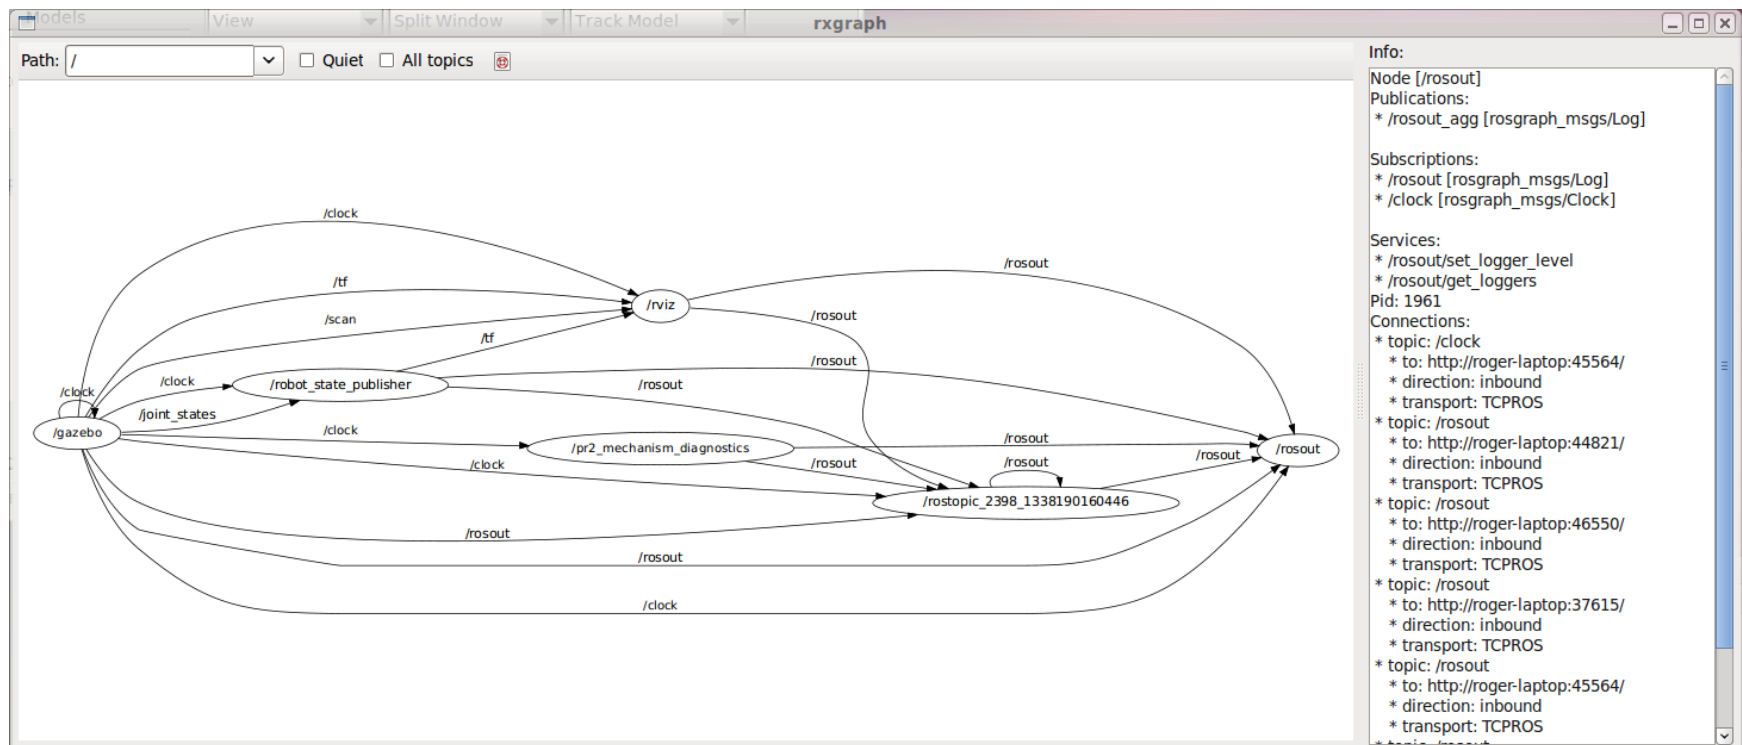 Models
View
Split Window
Track Model
rxgraph
Path: /
Quiet
All topics
/clock
/tf
/scan
/tf
/clock
/clock
/joint_states
/gazebo
/robot_state_publisher
/rviz
/rosout
/rosout
/rosout
/rosout
/clock
/pr2_mechanism_diagnostics
/rosout
/rosout
/clock
/rosout
/rosout
/rosout
/rostopic_2398_1338190160446
/rosout
/rosout
/clock
Info:
Node [/rosout]
Publications:
* /rosout_agg [rosgraph_msgs/Log]
Subscriptions:
* /rosout [rosgraph_msgs/Log]
* /clock [rosgraph_msgs/Clock]
Services:
* /rosout/set_logger_level
* /rosout/get_loggers
Pid: 1961
Connections:
* topic: /clock
* to: http://roger-laptop:45564/
* direction: inbound
* transport: TCPROS
* topic: /rosout
* to: http://roger-laptop:44821/
* direction: inbound
* transport: TCPROS
* topic: /rosout
* to: http://roger-laptop:46550/
* direction: inbound
* transport: TCPROS
* topic: /rosout
* to: http://roger-laptop:37615/
* direction: inbound
* transport: TCPROS
* topic: /rosout
* to: http://roger-laptop:45564/
* direction: inbound
* transport: TCPROS